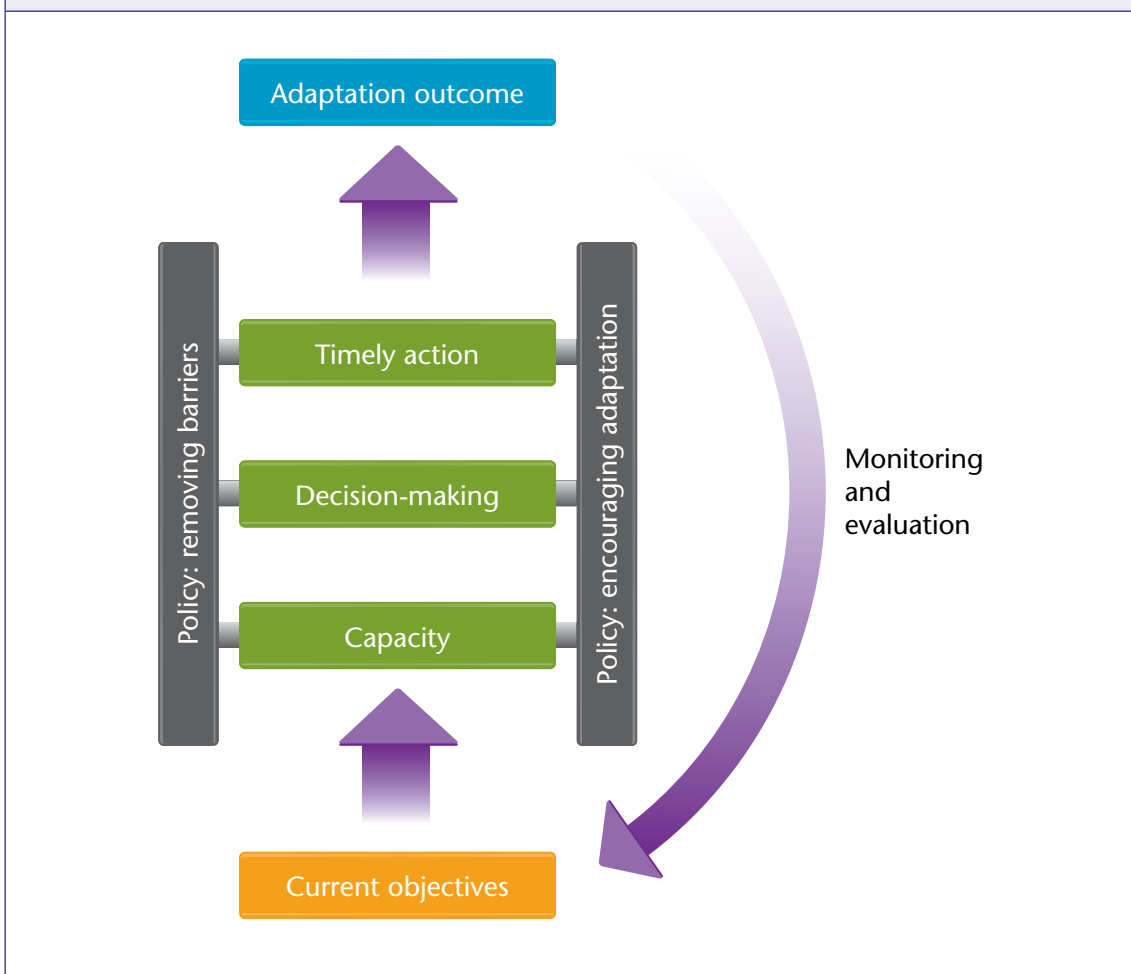 Adaptation outcome
Policy: removing barriers
Timely action
Decision-making
Capacity
Policy: encouraging adaptation
Monitoring
and
evaluation
Current objectives